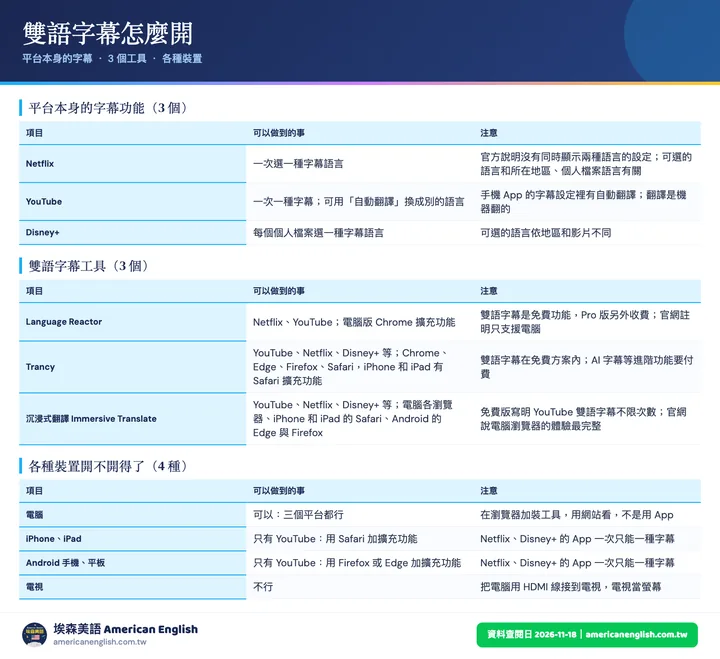 雙語字幕怎麼開
平台本身的字幕 · 3 個工具 · 各種裝置
平台本身的字幕功能（3 個）
項目 可以做到的事 注意
Netflix 一次選一種字幕語言 官方說明沒有同時顯示兩種語言的設定；可選的
語言和所在地區、個人檔案語言有關
YouTube 一次一種字幕；可用「自動翻譯」換成別的語言 手機 App 的字幕設定裡有自動翻譯；翻譯是機
器翻的
Disney+ 每個個人檔案選一種字幕語言 可選的語言依地區和影片不同
雙語字幕工具（3 個）
項目 可以做到的事 注意
Language Reactor Netflix、YouTube；電腦版 Chrome 擴充功能 雙語字幕是免費功能，Pro 版另外收費；官網註
明只支援電腦
Trancy YouTube、Netflix、Disney+ 等；Chrome、
Edge、Firefox、Safari，iPhone 和 iPad 有
Safari 擴充功能 雙語字幕在免費方案內；AI 字幕等進階功能要付
費
沉浸式翻譯 Immersive Translate YouTube、Netflix、Disney+ 等；電腦各瀏覽
器、iPhone 和 iPad 的 Safari、Android 的
Edge 與 Firefox 免費版寫明 YouTube 雙語字幕不限次數；官網
說電腦瀏覽器的體驗最完整
各種裝置開不開得了（4 種）
項目 可以做到的事 注意
電腦 可以：三個平台都行 在瀏覽器加裝工具，用網站看，不是用 App
iPhone、iPad 只有 YouTube：用 Safari 加擴充功能 Netflix、Disney+ 的 App 一次只能一種字幕
Android 手機、平板 只有 YouTube：用 Firefox 或 Edge 加擴充功能 Netflix、Disney+ 的 App 一次只能一種字幕
電視 不行 把電腦用 HDMI 線接到電視，電視當螢幕
埃森美語 American English
americanenglish.com.tw
資料查閱日 2026-11-18｜americanenglish.com.tw